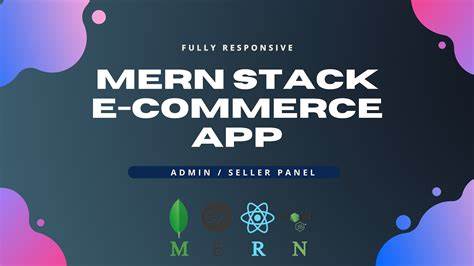 FULLY RESPONSIVE
MERN STACK
E-COMMERCE
APP
ADMIN / SELLER PANEL
M E R N